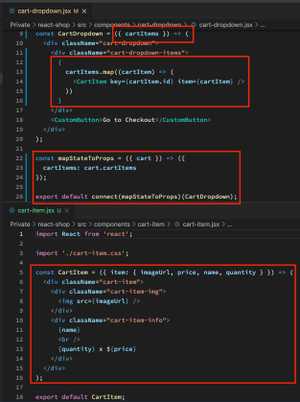 cart-dropdown.jsx U ×
Private > react-shop > src > components > cart-dropdown > cart-dropdown.jsx > ...
9 const CartDropdown = ({ cartItems }) => (
10 <div className="cart-dropdown">
11 <div className="cart-dropdown-items">
12 {
13 cartItems.map((cartItem) => (
14 <CartItem key={cartItem.id} item={cartItem} />
15 ))
16 }
17 </div>
18 <CustomButton>Go to Checkout</CustomButton>
19 </div>
20 );
21
22 const mapStateToProps = ({ cart }) => ({
23 cartItems: cart.cartItems
24 });
25
26 export default connect(mapStateToProps)(CartDropdown);
cart-item.jsx U ×
Private > react-shop > src > components > cart-item > cart-item.jsx > ...
1 import React from 'react';
2
3 import './cart-item.css';
4
5 const CartItem = ({ item: { imageUrl, price, name, quantity } }) => (
6 <div className="cart-item">
7 <div className="cart-item-img">
8 <img src={imageUrl} />
9 </div>
10 <div className="cart-item-info">
11 {name}
12 <br />
13 {quantity} x ${price}
14 </div>
15 </div>
16 );
17
18 export default CartItem;